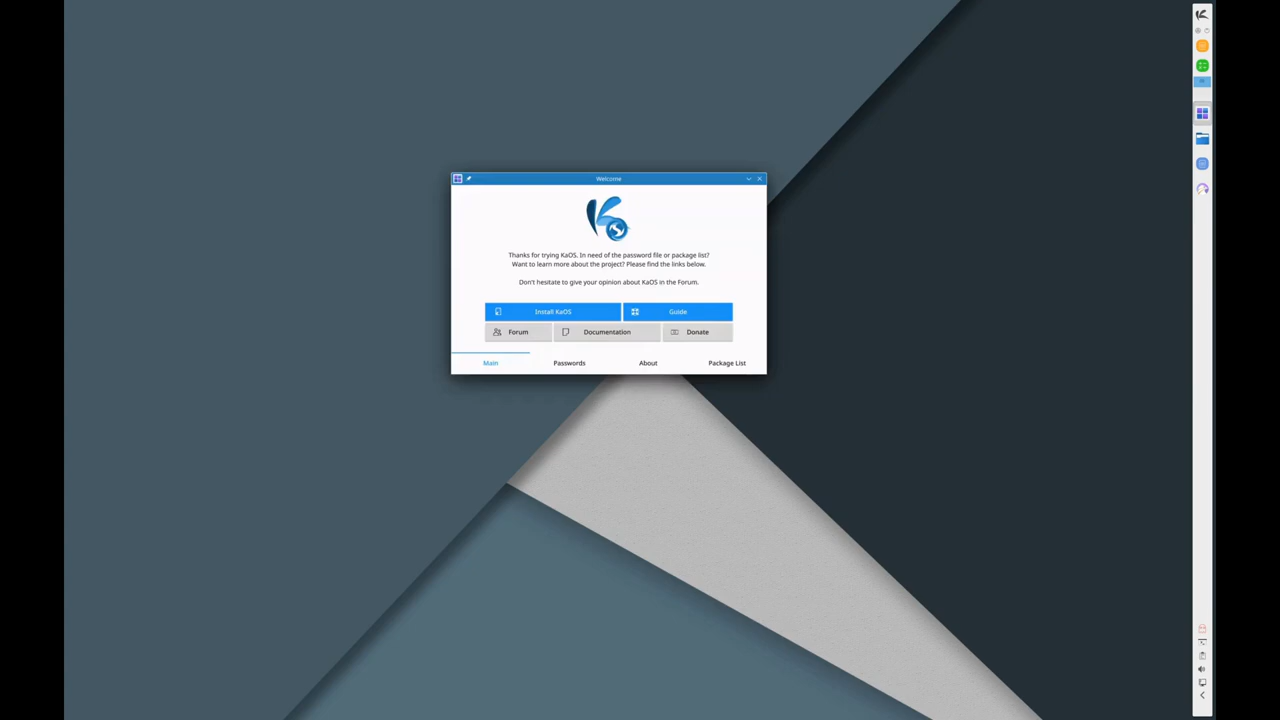 Welcome
Thanks for trying KaOS. In need of the password file or package list?
Want to learn more about the project? Please find the links below.
Don't hesitate to give your opinion about KaOS in the Forum.
Install KaOS
Guide
Forum
Documentation
Donate
Main
Passwords
About
Package List